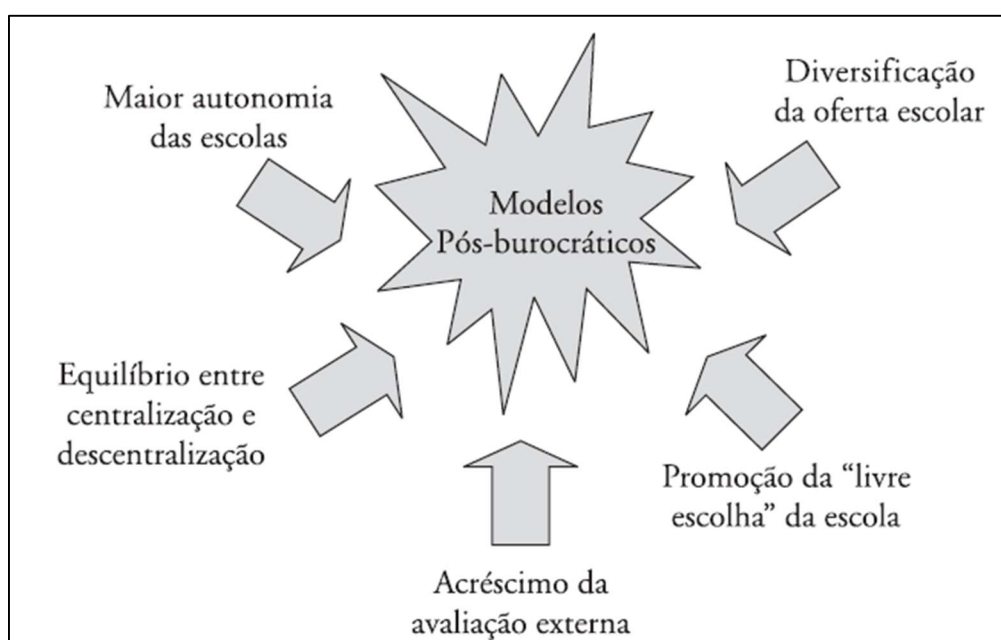 Maior autonomia
das escolas
Diversificação
da oferta escolar
Modelos
Pós-burocráticos
Equilíbrio entre
centralização e
descentralização
Promoção da “livre
escolha” da escola
Acréscimo da
avaliação externa